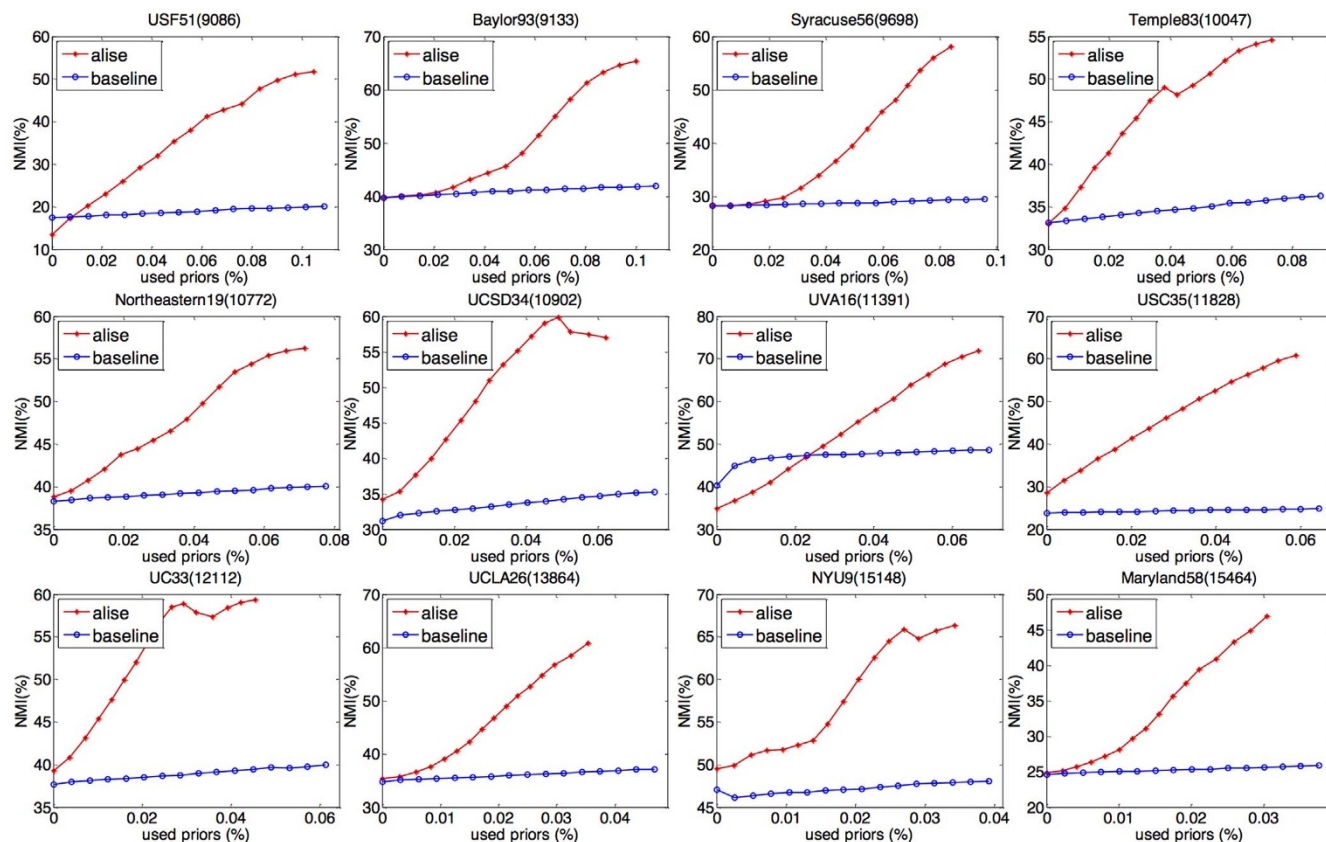 USF51(9086)
60
50
40
30
20
10
NMI(%)
alise
baseline
0 0.02 0.04 0.06 0.08 0.1
used priors (%)
Baylor93(9133)
70
60
50
40
30
NMI(%)
alise
baseline
0 0.02 0.04 0.06 0.08 0.1
used priors (%)
Syracuse56(9698)
60
50
40
30
20
NMI(%)
alise
baseline
0 0.02 0.04 0.06 0.08 0.1
used priors (%)
Temple83(10047)
55
50
45
40
35
30
NMI(%)
alise
baseline
0 0.02 0.04 0.06 0.08
used priors (%)
Northeastern19(10772)
60
55
50
45
40
35
NMI(%)
alise
baseline
0 0.02 0.04 0.06 0.08
used priors (%)
UCSD34(10902)
60
55
50
45
40
35
30
NMI(%)
alise
baseline
0 0.02 0.04 0.06
used priors (%)
UVA16(11391)
80
70
60
50
40
30
NMI(%)
alise
baseline
0 0.02 0.04 0.06
used priors (%)
USC35(11828)
70
60
50
40
30
20
NMI(%)
alise
baseline
0 0.02 0.04 0.06
used priors (%)
UC33(12112)
60
55
50
45
40
35
NMI(%)
alise
baseline
0 0.02 0.04 0.06
used priors (%)
UCLA26(13864)
70
60
50
40
30
NMI(%)
alise
baseline
0 0.01 0.02 0.03 0.04
used priors (%)
NYU9(15148)
70
65
60
55
50
45
NMI(%)
alise
baseline
0 0.01 0.02 0.03 0.04
used priors (%)
Maryland58(15464)
50
45
40
35
30
25
20
NMI(%)
alise
baseline
0 0.01 0.02 0.03
used priors (%)